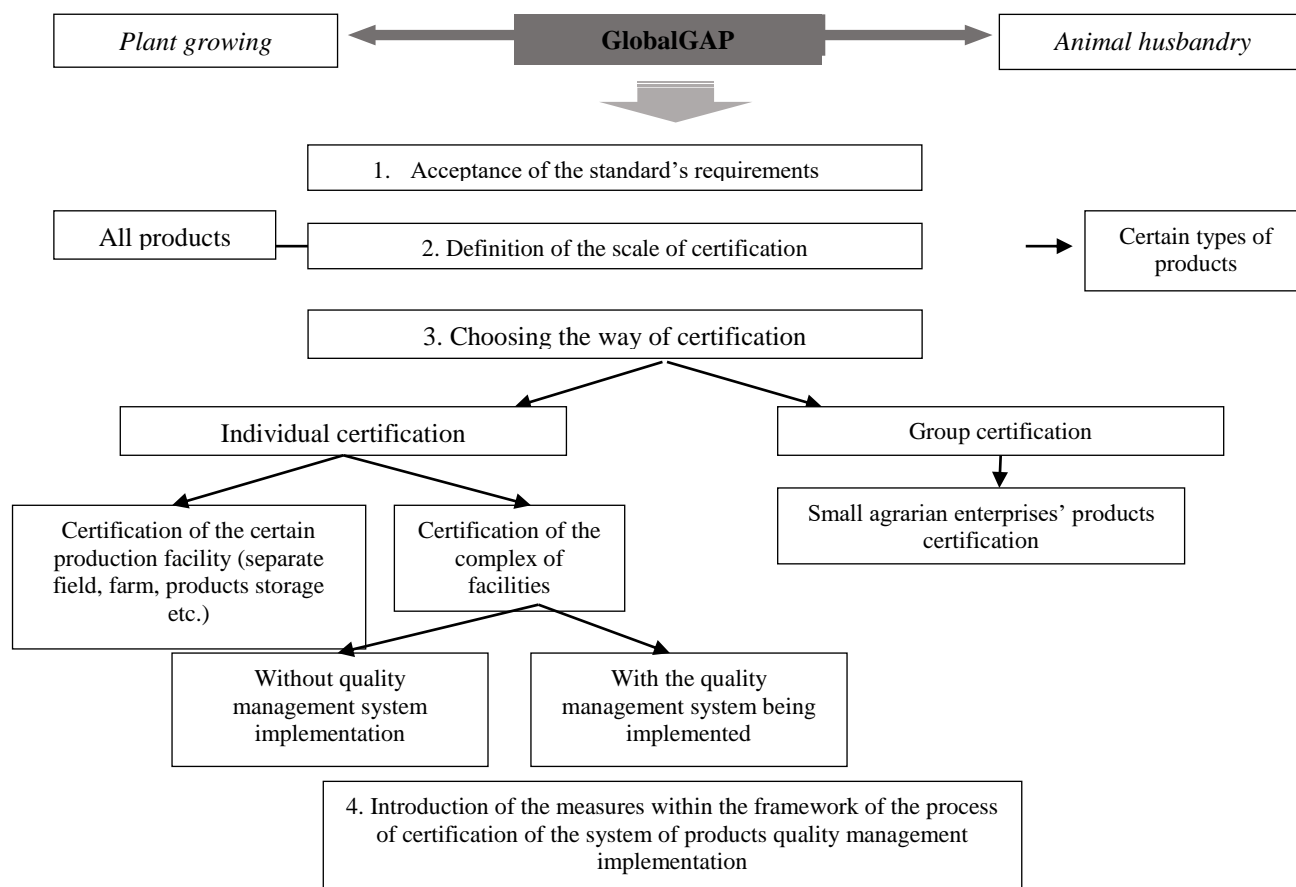 Plant growing
GlobalGAP
Animal husbandry
1. Acceptance of the standard's requirements
All products
2. Definition of the scale of certification
Certain types of
products
3. Choosing the way of certification
Individual certification
Group certification
Certification of the certain
production facility (separate
field, farm, products storage
etc.)
Certification of the
complex of
facilities
Small agrarian enterprises' products
certification
Without quality
management system
implementation
With the quality
management system being
implemented
4. Introduction of the measures within the framework of the process
of certification of the system of products quality management
implementation